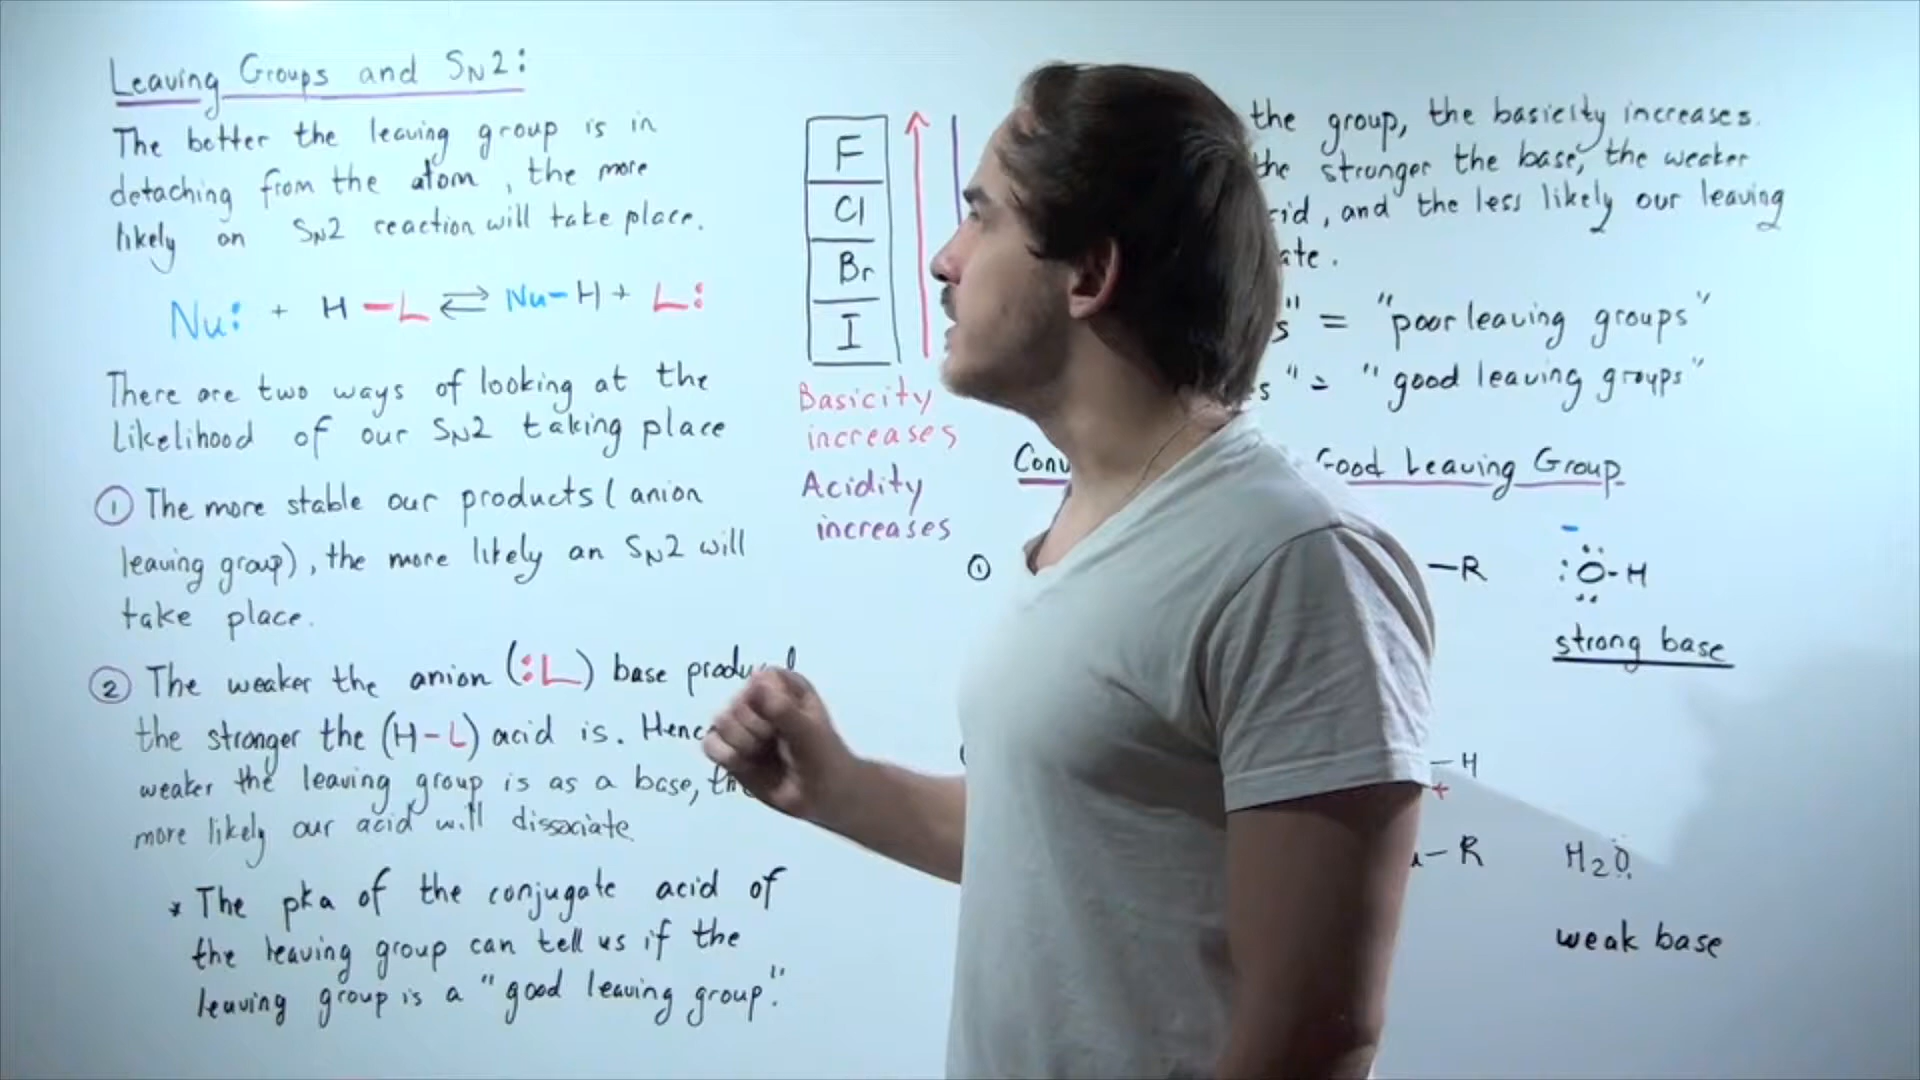 Leaving Groups and SN2:
The better the leaving group is in
detaching from the atom, the more
likely an SN2 reaction will take place.
Nu: + H-L ⇌ Nu-H + L:
There are two ways of looking at the
likelihood of our SN2 taking place
① The more stable our products (anion
leaving group), the more likely an SN2 will
take place.
② The weaker the anion (:L) base
the stronger the (H-L) acid is.
weaker the leaving group is as a base,
more likely our acid will dissociate
* The pka of the conjugate acid of
the leaving group can tell us if the
leaving group is a "good leaving group."
F
Cl
Br
I
Basicity
increases
Acidity
increases
the group, the basicity increases.
the stronger the base, the weaker
, and the less likely our leaving
" = "poor leaving groups"
" = "good leaving groups"
Good Leaving Group
①
-R
:Ö-H
strong base
-H
+
-R
H2O
weak base